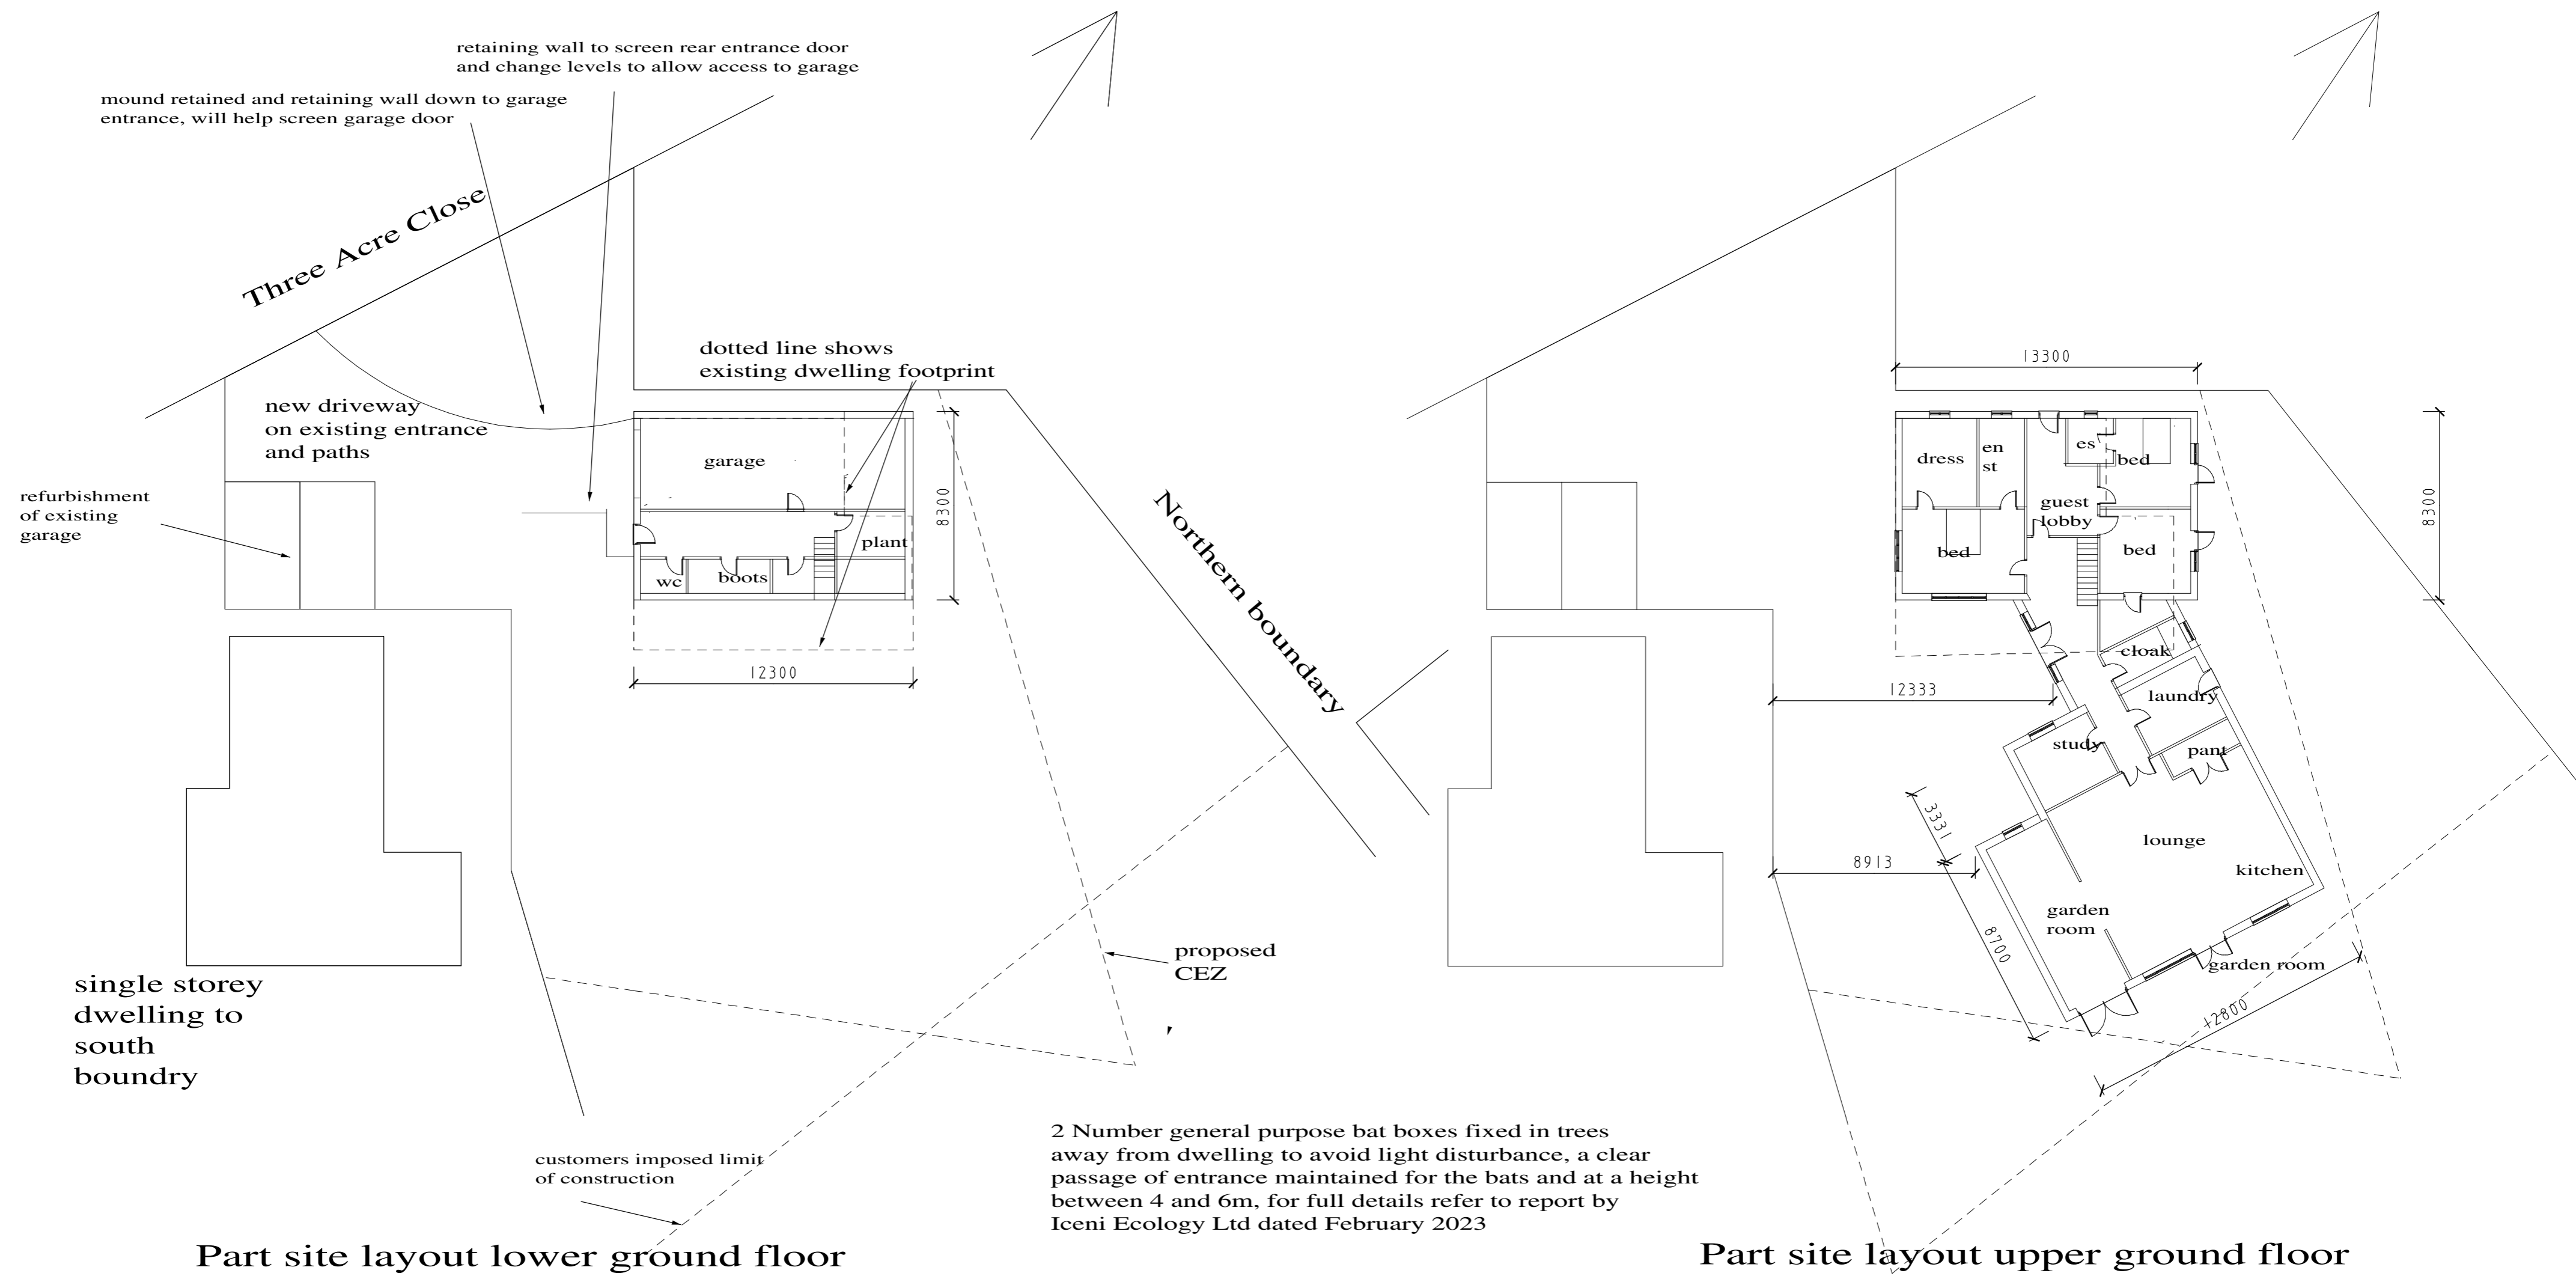 retaining wall to screen rear entrance door
and change levels to allow access to garage
mound retained and retaining wall down to garage
entrance, will help screen garage door
Three Acre Close
dotted line shows
existing dwelling footprint
new driveway
on existing entrance
and paths
refurbishment
of existing
garage
garage
8300
plant
wc
boots
12300
Northern boundary
single storey
dwelling to
south
boundry
proposed
CEZ
customers imposed limit
of construction
2 Number general purpose bat boxes fixed in trees
away from dwelling to avoid light disturbance, a clear
passage of entrance maintained for the bats and at a height
between 4 and 6m, for full details refer to report by
Iceni Ecology Ltd dated February 2023
Part site layout lower ground floor
13300
8300
dress
en
st
es
bed
guest
lobby
bed
bed
cloak
12333
laundry
study
pant
3331
8913
lounge
kitchen
garden
room
8700
garden room
12800
Part site layout upper ground floor